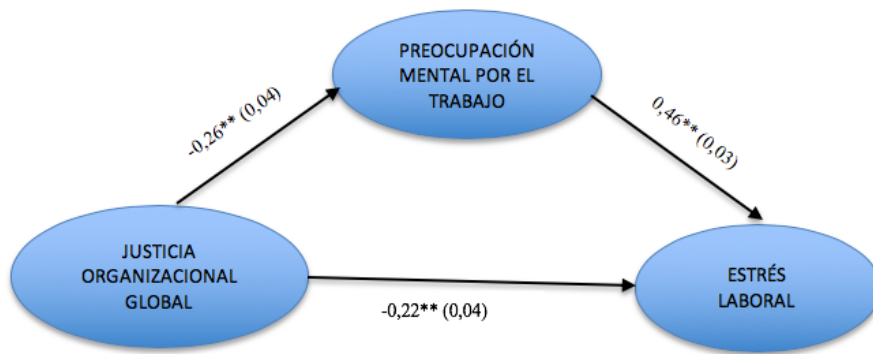 PREOCUPACIÓN
MENTAL POR EL
TRABAJO
-0,26** (0,04)
0,46** (0,03)
JUSTICIA
ORGANIZACIONAL
GLOBAL
ESTRÉS
LABORAL
-0,22** (0,04)